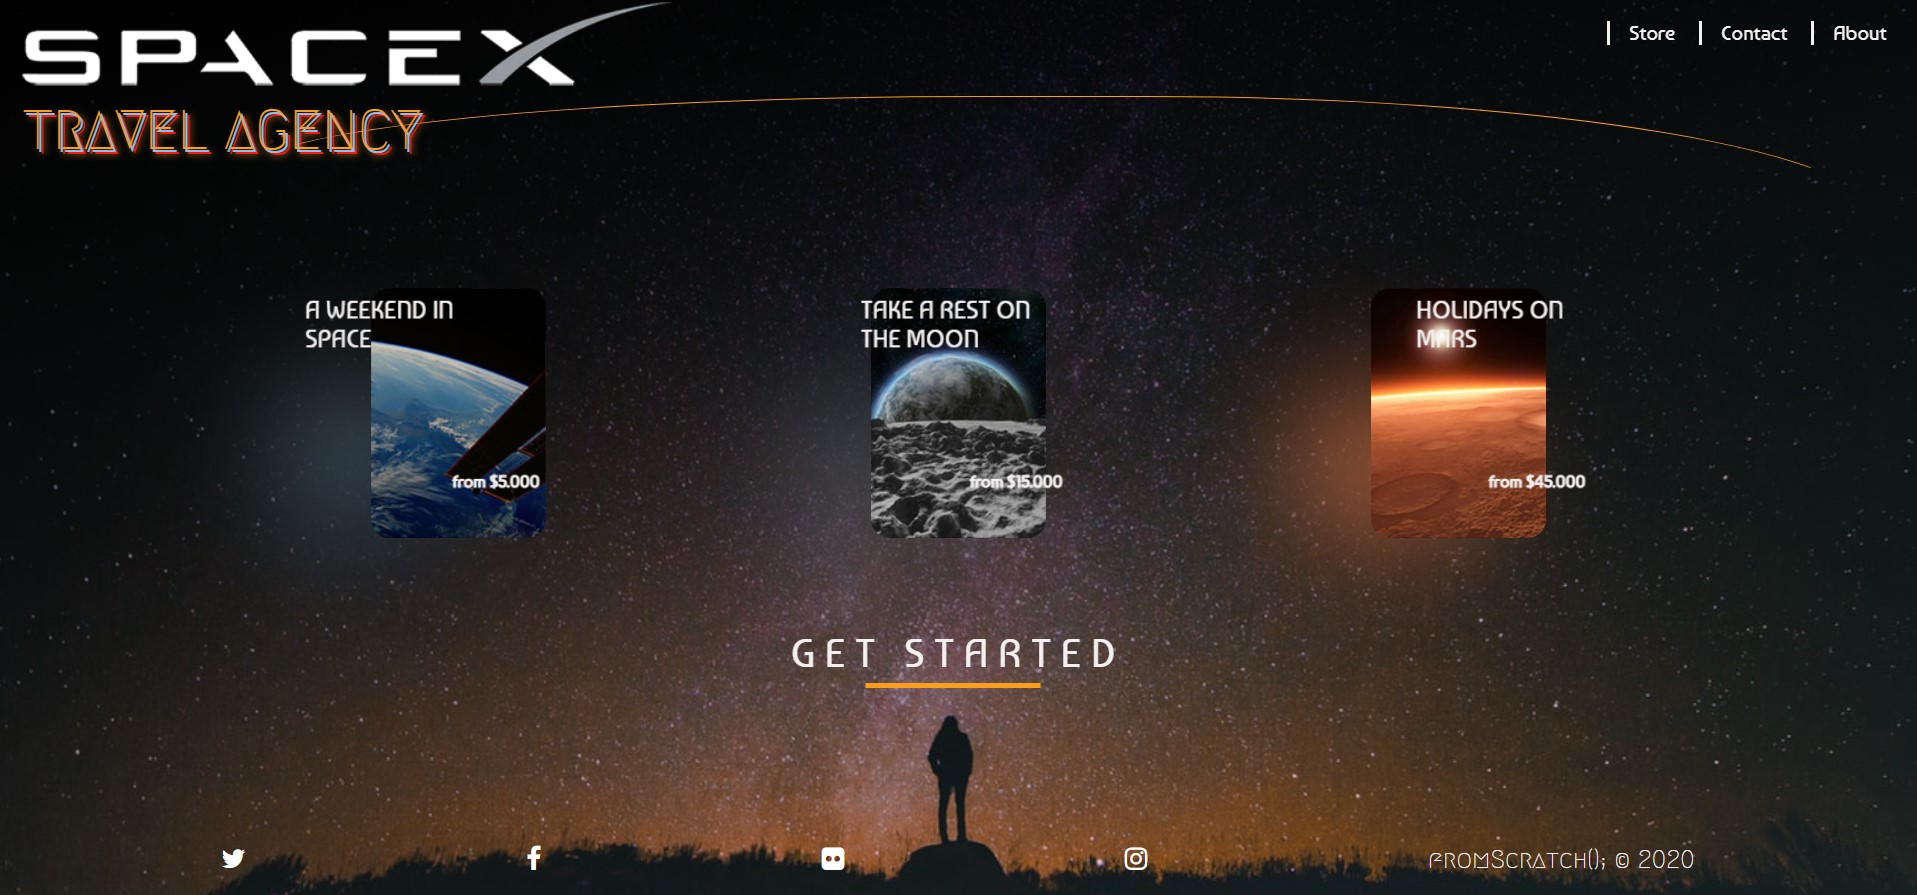 SPACEX
TRAVEL AGENCY
Store
Contact
About
A WEEKEND IN
SPACE
from $5.000
TAKE A REST ON
THE MOON
from $15.000
HOLIDAYS ON
MARS
from $45.000
GET STARTED
FROMSCRATCH(); © 2020